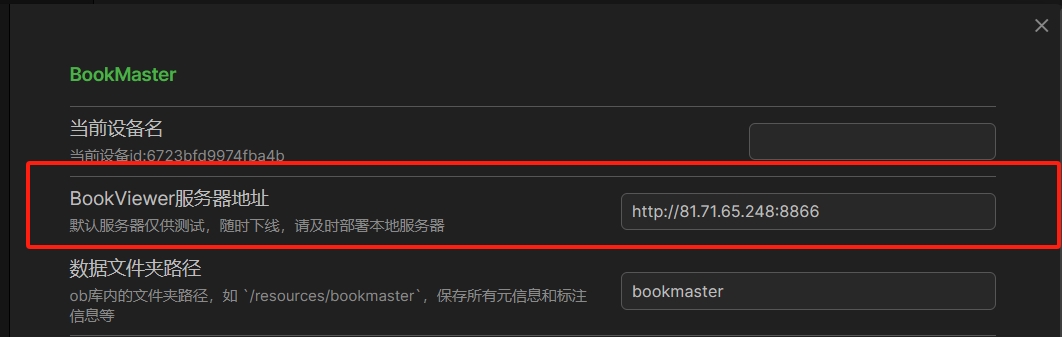 BookMaster
当前设备名
当前设备id:6723bfd9974fba4b
BookViewer服务器地址
默认服务器仅供测试，随时下线，请及时部署本地服务器
http://81.71.65.248:8866
数据文件夹路径
ob库内的文件夹路径，如 `/resources/bookmaster`，保存所有元信息和标注
信息等
bookmaster